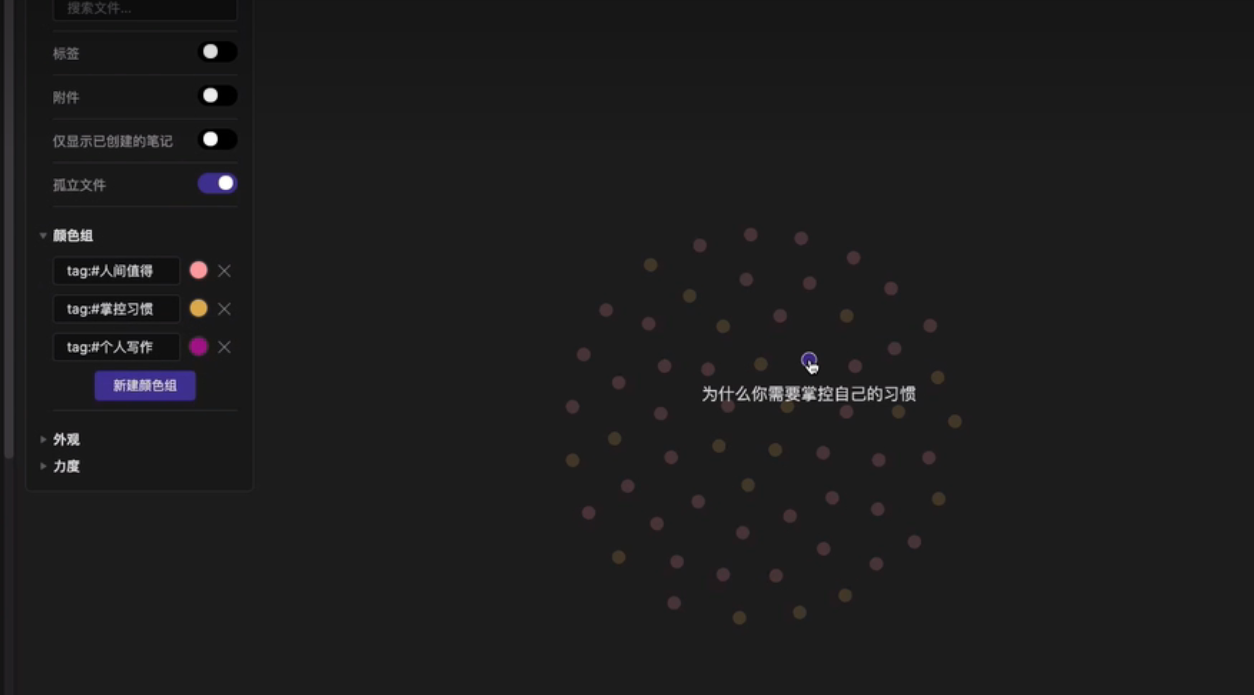 搜索文件...
标签
附件
仅显示已创建的笔记
孤立文件
颜色组
tag:#人间值得
tag:#掌控习惯
tag:#个人写作
新建颜色组
外观
力度
为什么你需要掌控自己的习惯